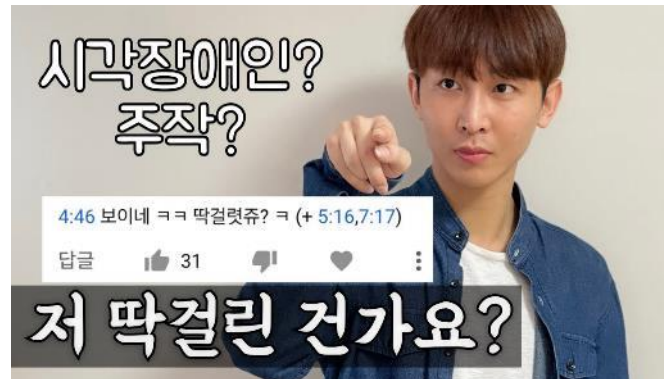 시각장애인?
주작?
4:46 보이네 ㅋㅋ 딱걸렷쥬? ㅋ (+ 5:16,7:17)
답글 31
저 딱걸린 건가요?